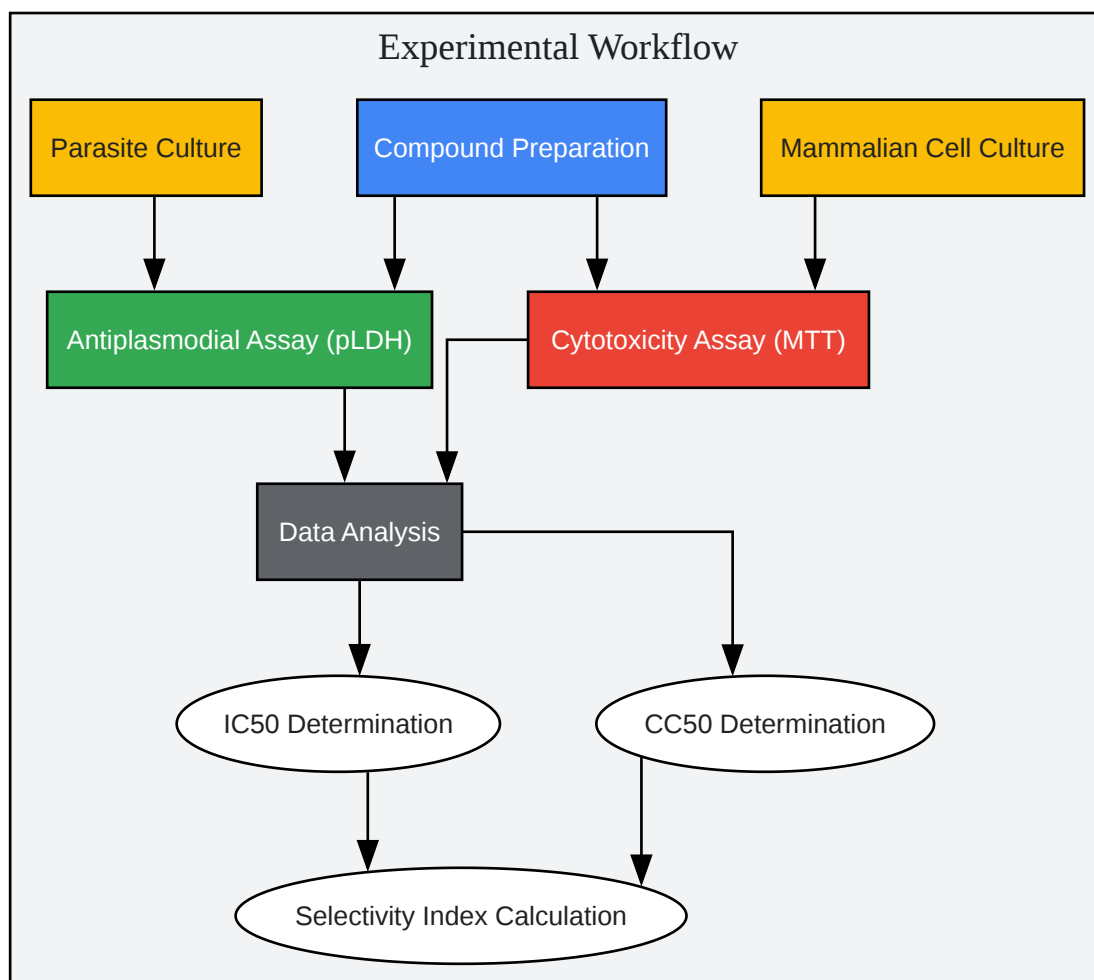 Experimental Workflow
Parasite Culture
Compound Preparation
Mammalian Cell Culture
Antiplasmodial Assay (pLDH)
Cytotoxicity Assay (MTT)
Data Analysis
IC50 Determination
CC50 Determination
Selectivity Index Calculation